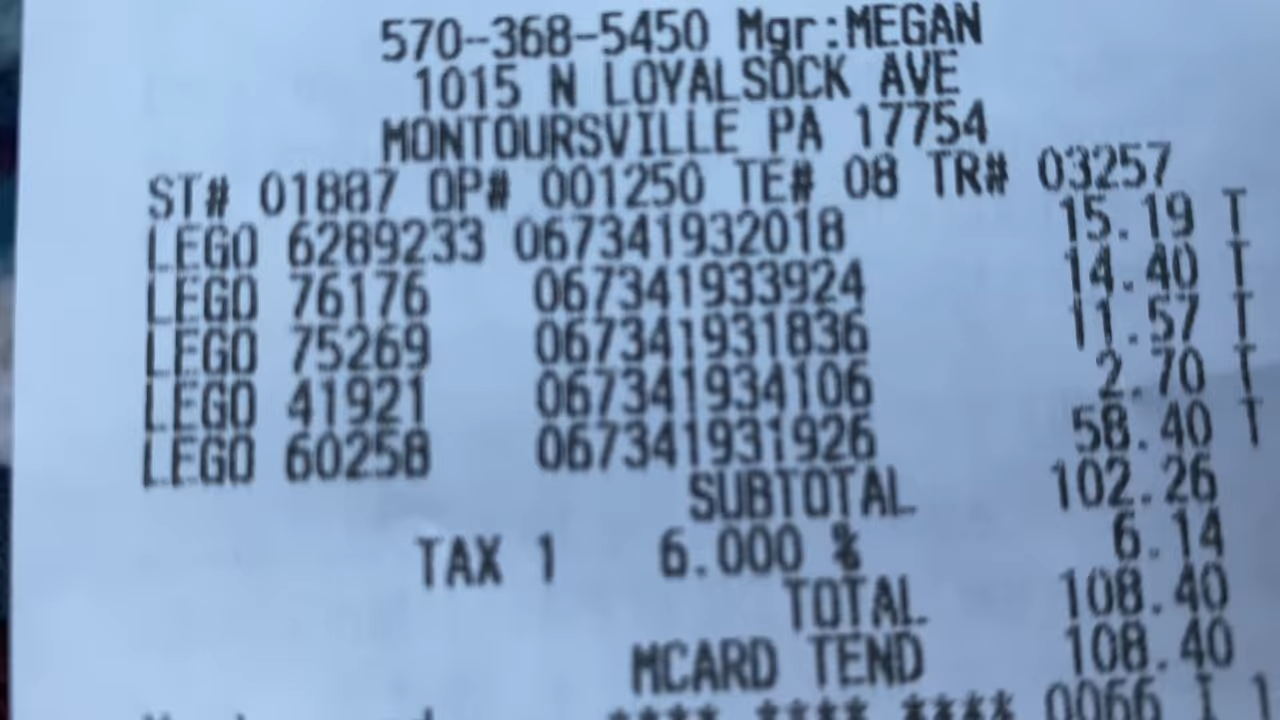 570-368-5450 Mgr:MEGAN
1015 N LOYALSOCK AVE
MONTOURSVILLE PA 17754
ST# 01887 OP# 001250 TE# 08 TR# 03257
LEGO 6289233 067341932018 15.19 T
LEGO 76176 067341933924 14.40 T
LEGO 75269 067341931836 11.57 T
LEGO 41921 067341934106 2.70 T
LEGO 60258 067341931926 58.40 T
SUBTOTAL 102.26
TAX 1 6.000 % 6.14
TOTAL 108.40
MCARD TEND 108.40
**** **** **** 0066 I 1